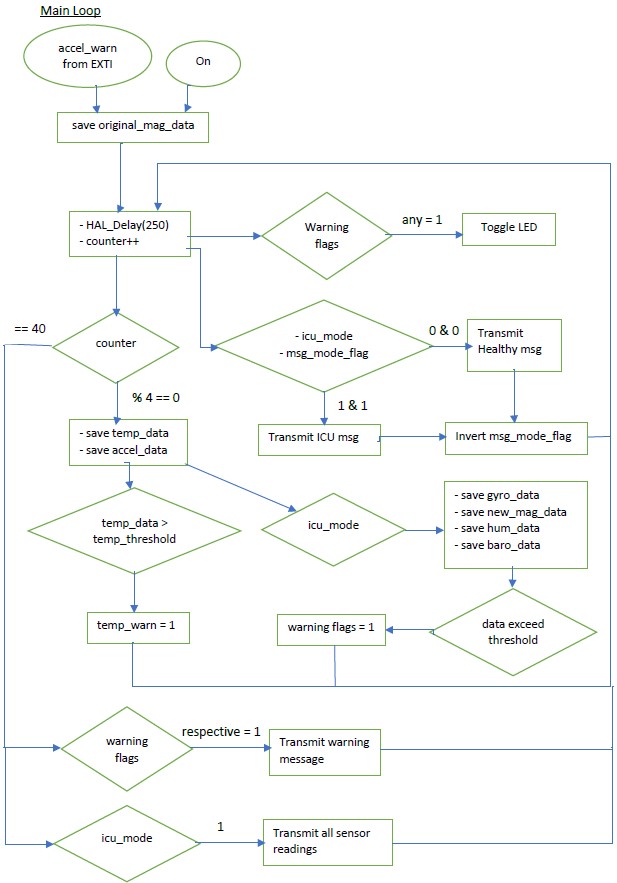 Main Loop
accel_warn
from EXTI
On
save original_mag_data
- HAL_Delay(250)
- counter++
Warning
flags
any = 1
Toggle LED
== 40
counter
- icu_mode
- msg_mode_flag
0 & 0
Transmit
Healthy msg
% 4 == 0
1 & 1
- save temp_data
- save accel_data
Transmit ICU msg
Invert msg_mode_flag
temp_data >
temp_threshold
icu_mode
- save gyro_data
- save new_mag_data
- save hum_data
- save baro_data
temp_warn = 1
warning flags = 1
data exceed
threshold
warning
flags
respective = 1
Transmit warning
message
icu_mode
1
Transmit all sensor
readings